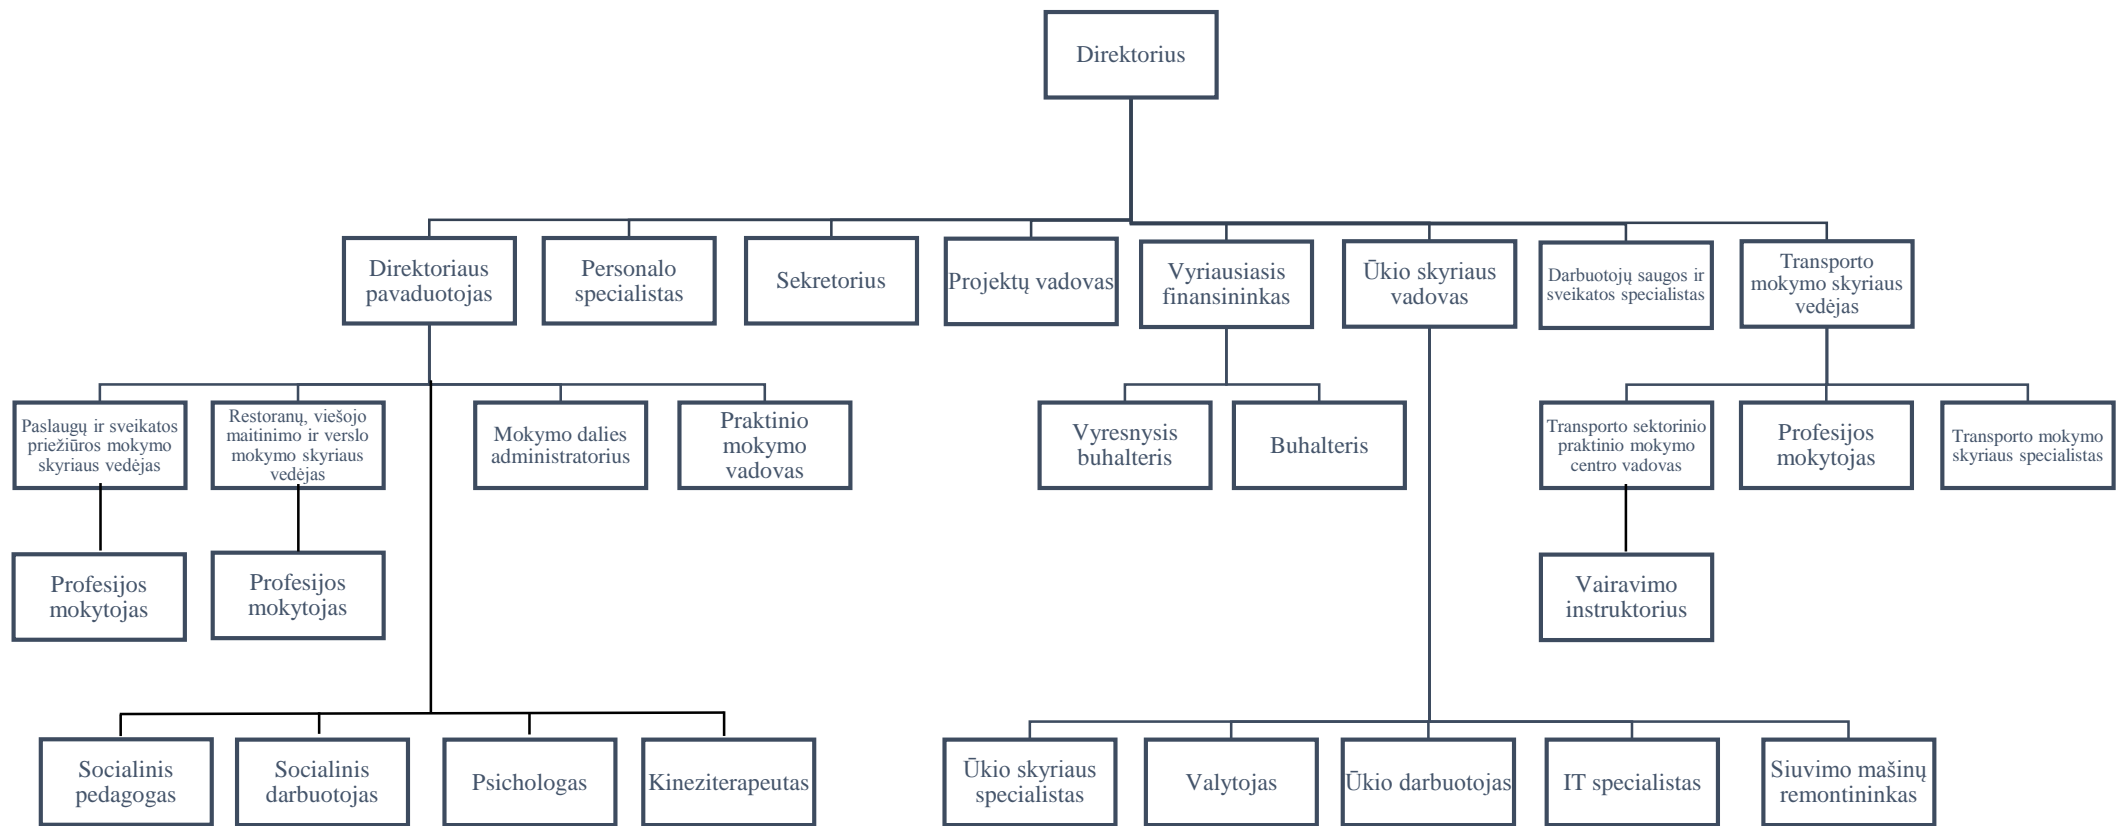 Direktorius
Direktoriaus
pavaduotojas
Personalo
specialistas
Sekretorius
Projektų vadovas
Vyriausiasis
finansininkas
Ūkio skyriaus
vadovas
Darbuotojų saugos ir
sveikatos specialistas
Transporto
mokymo skyriaus
vedėjas
Paslaugų ir sveikatos
priežiūros mokymo
skyriaus vedėjas
Restoranų, viešojo
maitinimo ir verslo
mokymo skyriaus
vedėjas
Mokymo dalies
administratorius
Praktinio
mokymo
vadovas
Vyresnysis
buhalteris
Buhalteris
Transporto sektorinio
praktinio mokymo
centro vadovas
Profesijos
mokytojas
Transporto mokymo
skyriaus specialistas
Profesijos
mokytojas
Profesijos
mokytojas
Vairavimo
instruktorius
Socialinis
pedagogas
Socialinis
darbuotojas
Psichologas
Kineziterapeutas
Ūkio skyriaus
specialistas
Valytojas
Ūkio darbuotojas
IT specialistas
Siuvimo mašinų
remontininkas